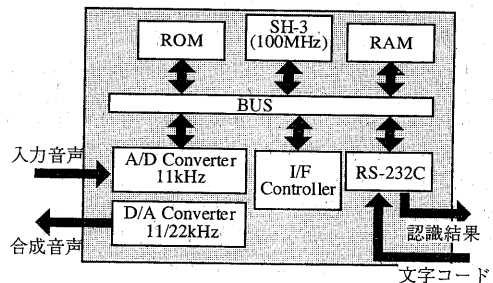 ROM
SH-3
(100MHz)
RAM
BUS
入力音声
A/D Converter
11kHz
I/F
Controller
RS-232C
D/A Converter
11/22kHz
合成音声
認識結果
文字コード